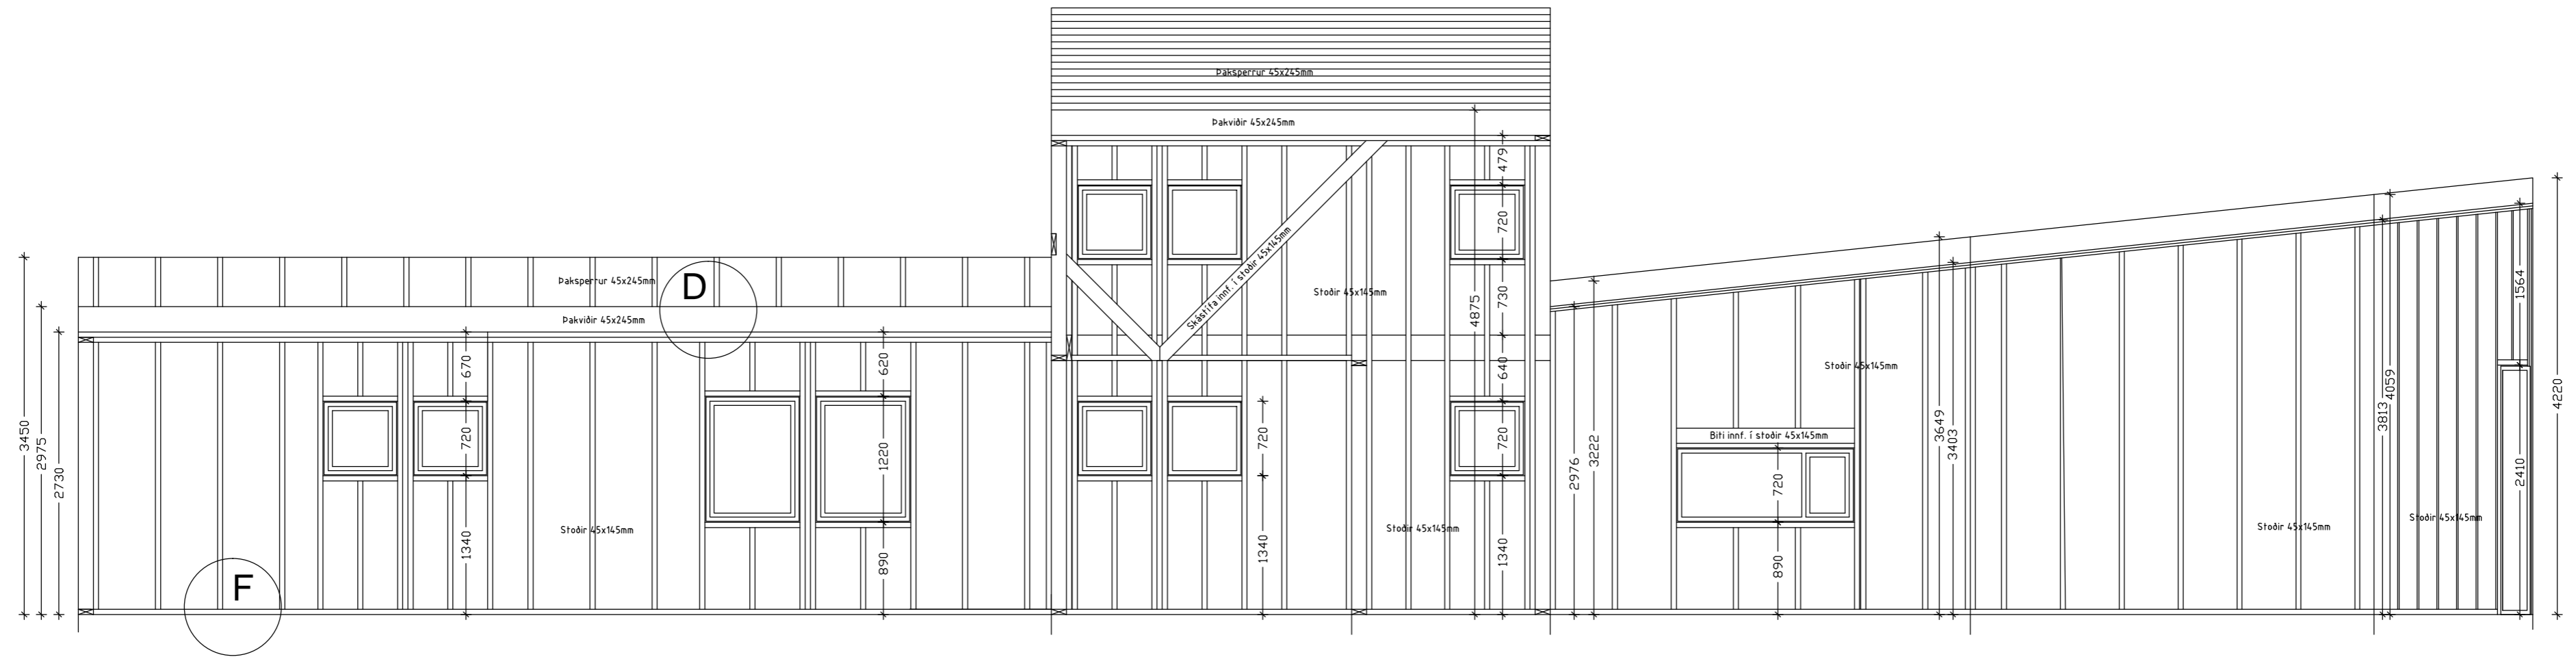 Þaksperrur 45x245mm
Þakviðir 45x245mm
479
720
730
640
720
1340
4875
Skástífa innf. í stoðir 45x145mm
Stoðir 45x145mm
Stoðir 45x145mm
720
1340
Þaksperrur 45x245mm
D
Þakviðir 45x245mm
3450
2975
2730
670
720
1340
620
1220
890
Stoðir 45x145mm
F
2976
3222
Stoðir 45x145mm
Biti innf. í stoðir 45x145mm
720
890
3649
3403
3813
4059
1564
2410
4220
Stoðir 45x145mm
Stoðir 45x145mm